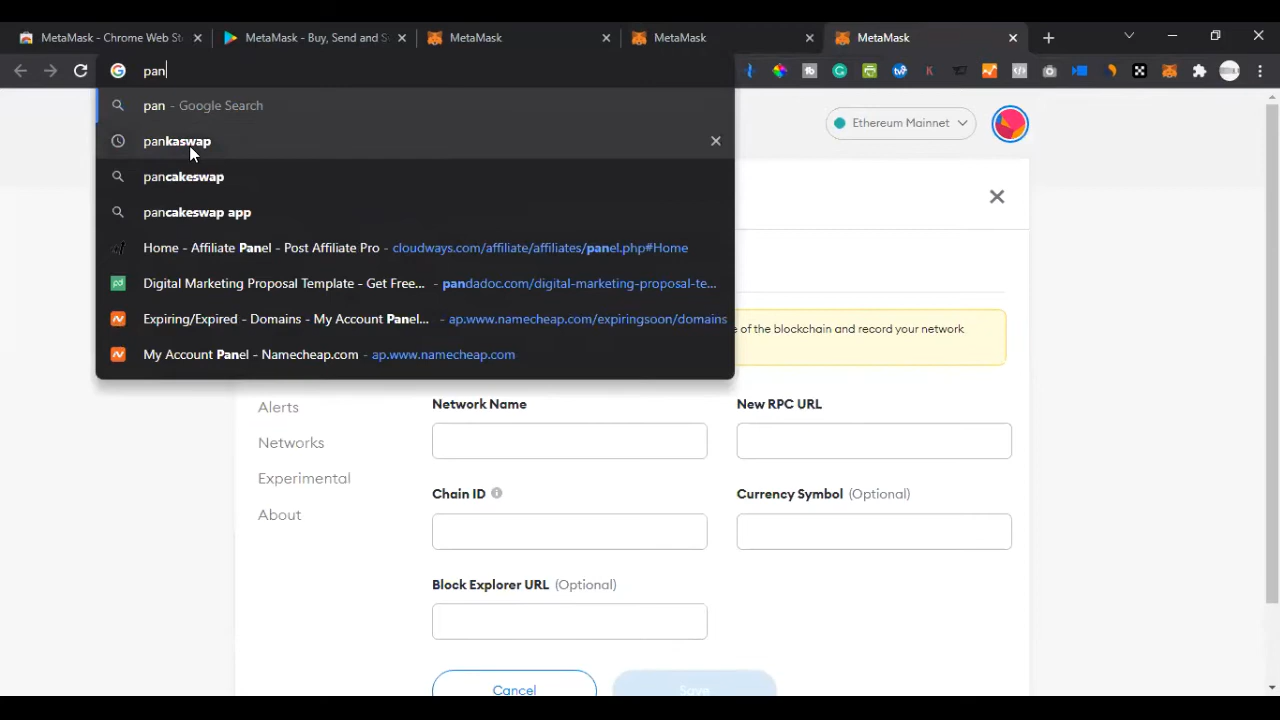 MetaMask - Chrome Web St
MetaMask - Buy, Send and S
MetaMask
MetaMask
MetaMask
pan
pan - Google Search
pankaswap
pancakeswap
pancakeswap app
Home - Affiliate Panel - Post Affiliate Pro - cloudways.com/affiliate/affiliates/panel.php#Home
Digital Marketing Proposal Template - Get Free... - pandadoc.com/digital-marketing-proposal-te...
Expiring/Expired - Domains - My Account Panel... - ap.www.namecheap.com/expiringsoon/domains
My Account Panel - Namecheap.com - ap.www.namecheap.com
Ethereum Mainnet
e of the blockchain and record your network
Alerts
Networks
Experimental
About
Network Name
New RPC URL
Chain ID
Currency Symbol (Optional)
Block Explorer URL (Optional)
Cancel
Save